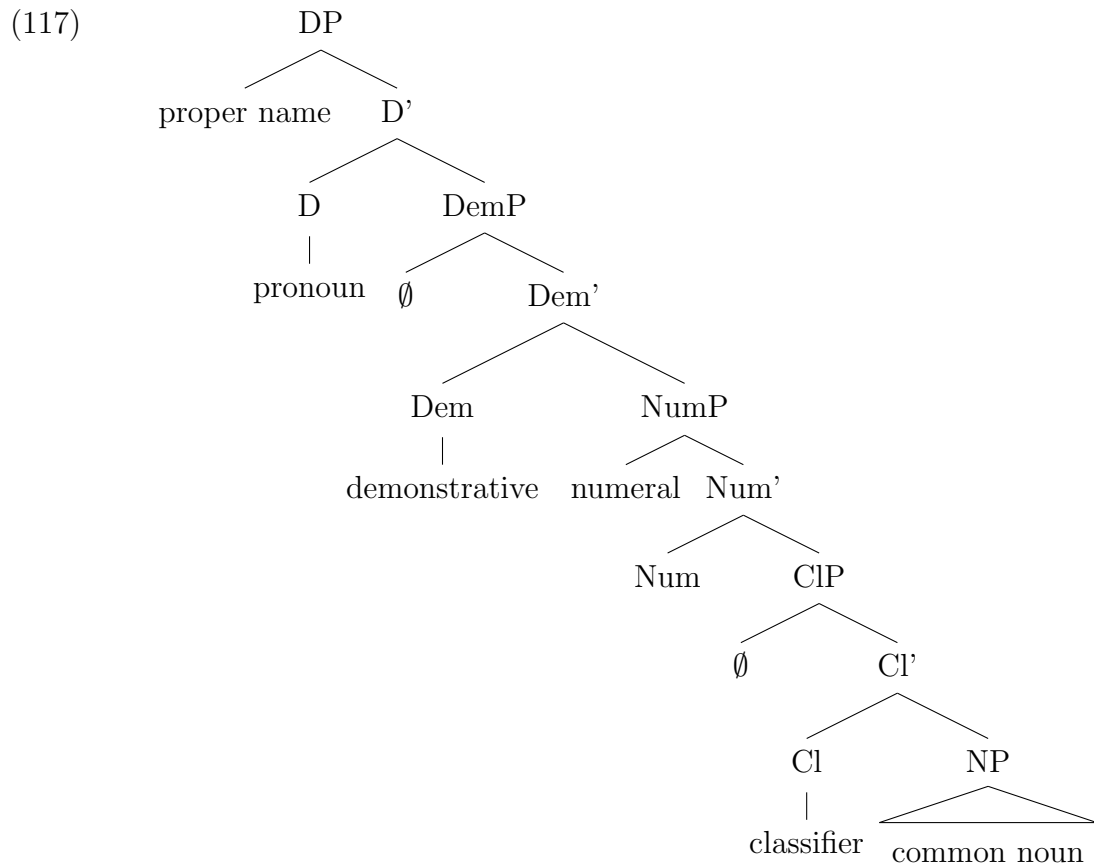 (117) DP
proper name D'
D DemP
pronoun ∅ Dem'
Dem NumP
demonstrative numeral Num'
Num ClP
∅ Cl'
Cl NP
classifier common noun